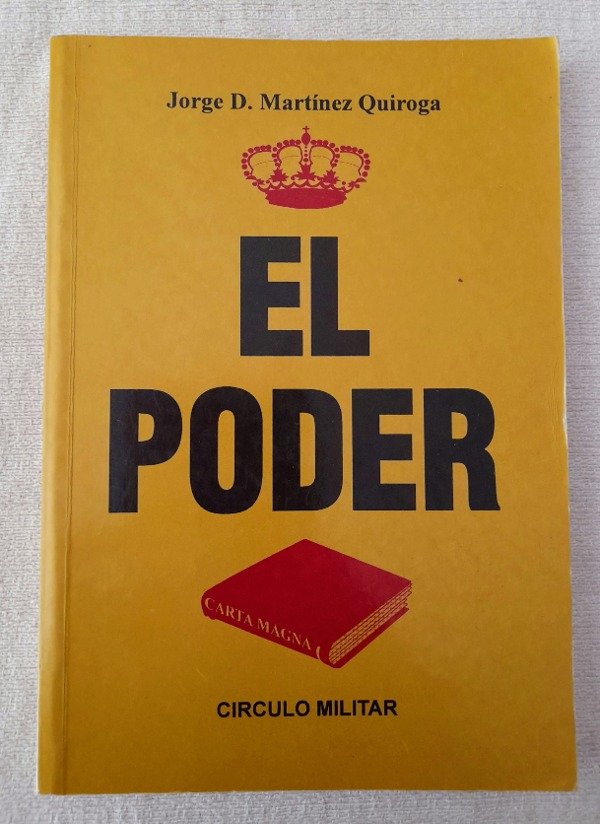 Jorge D. Martínez Quiroga
EL
PODER
CARTA MAGNA
CIRCULO MILITAR